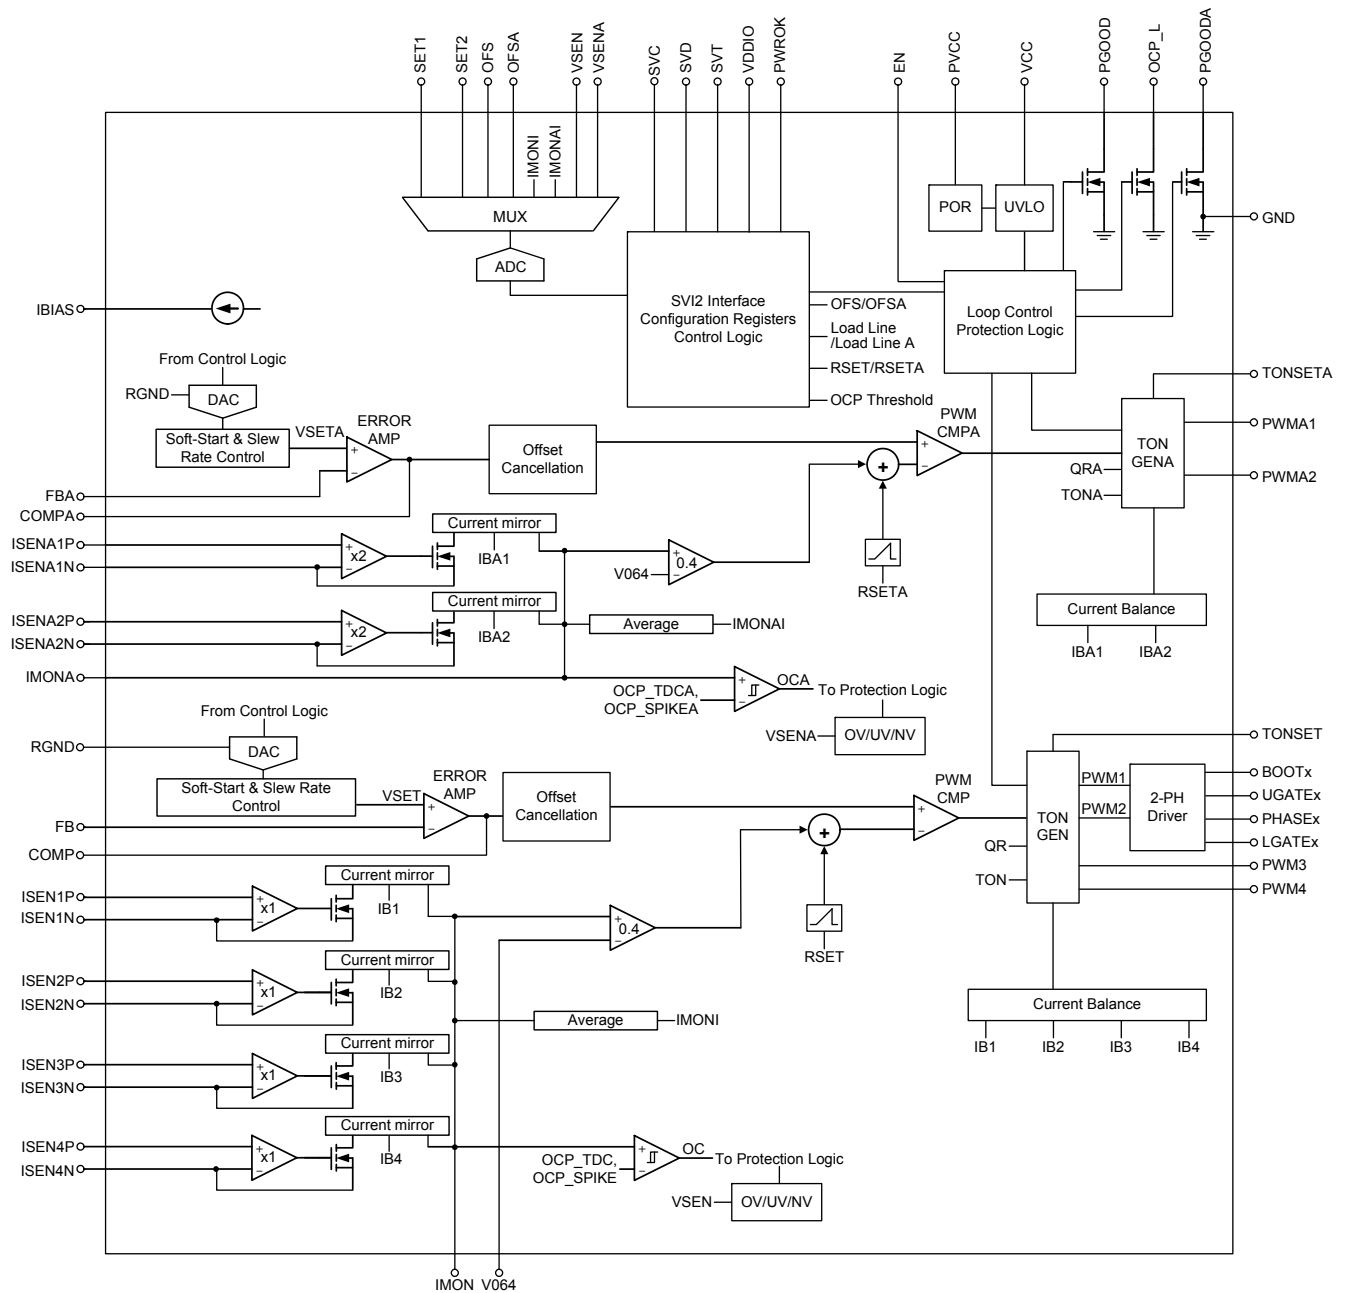 SET1
SET2
OFS
OFSA
VSEN
VSENA
SVC
SVD
SVT
VDDIO
PWROK
EN
PVCC
VCC
PGOOD
OCP_L
PGOODA
IMONI
IMONAI
MUX
ADC
POR
UVLO
GND
IBIAS
SVI2 Interface
Configuration Registers
Control Logic
OFS/OFSA
Load Line
/Load Line A
RSET/RSETA
OCP Threshold
Loop Control
Protection Logic
From Control Logic
RGND
DAC
Soft-Start & Slew
Rate Control
VSETA
ERROR
AMP
+
−
Offset
Cancellation
PWM
CMPA
+
−
+
TONSETA
TON
GENA
PWMA1
PWMA2
QRA
TONA
FBA
COMPA
ISENA1P
ISENA1N
+
−
x2
Current mirror
IBA1
V064
+
−
0.4
RSETA
Current Balance
IBA1
IBA2
ISENA2P
ISENA2N
+
−
x2
Current mirror
IBA2
Average
IMONAI
IMONA
OCP_TDCA,
OCP_SPIKEA
+
−
OCA
To Protection Logic
VSENA
OV/UV/NV
From Control Logic
RGND
DAC
Soft-Start & Slew Rate
Control
VSET
ERROR
AMP
+
−
Offset
Cancellation
PWM
CMP
+
−
+
FB
COMP
TONSET
TON
GEN
PWM1
PWM2
2-PH
Driver
BOOTx
UGATEx
PHASEx
LGATEx
PWM3
PWM4
QR
TON
ISEN1P
ISEN1N
+
−
x1
Current mirror
IB1
+
−
0.4
RSET
ISEN2P
ISEN2N
+
−
x1
Current mirror
IB2
Average
IMONI
Current Balance
IB1
IB2
IB3
IB4
ISEN3P
ISEN3N
+
−
x1
Current mirror
IB3
ISEN4P
ISEN4N
+
−
x1
Current mirror
IB4
OCP_TDC,
OCP_SPIKE
+
−
OC
To Protection Logic
VSEN
OV/UV/NV
IMON
V064